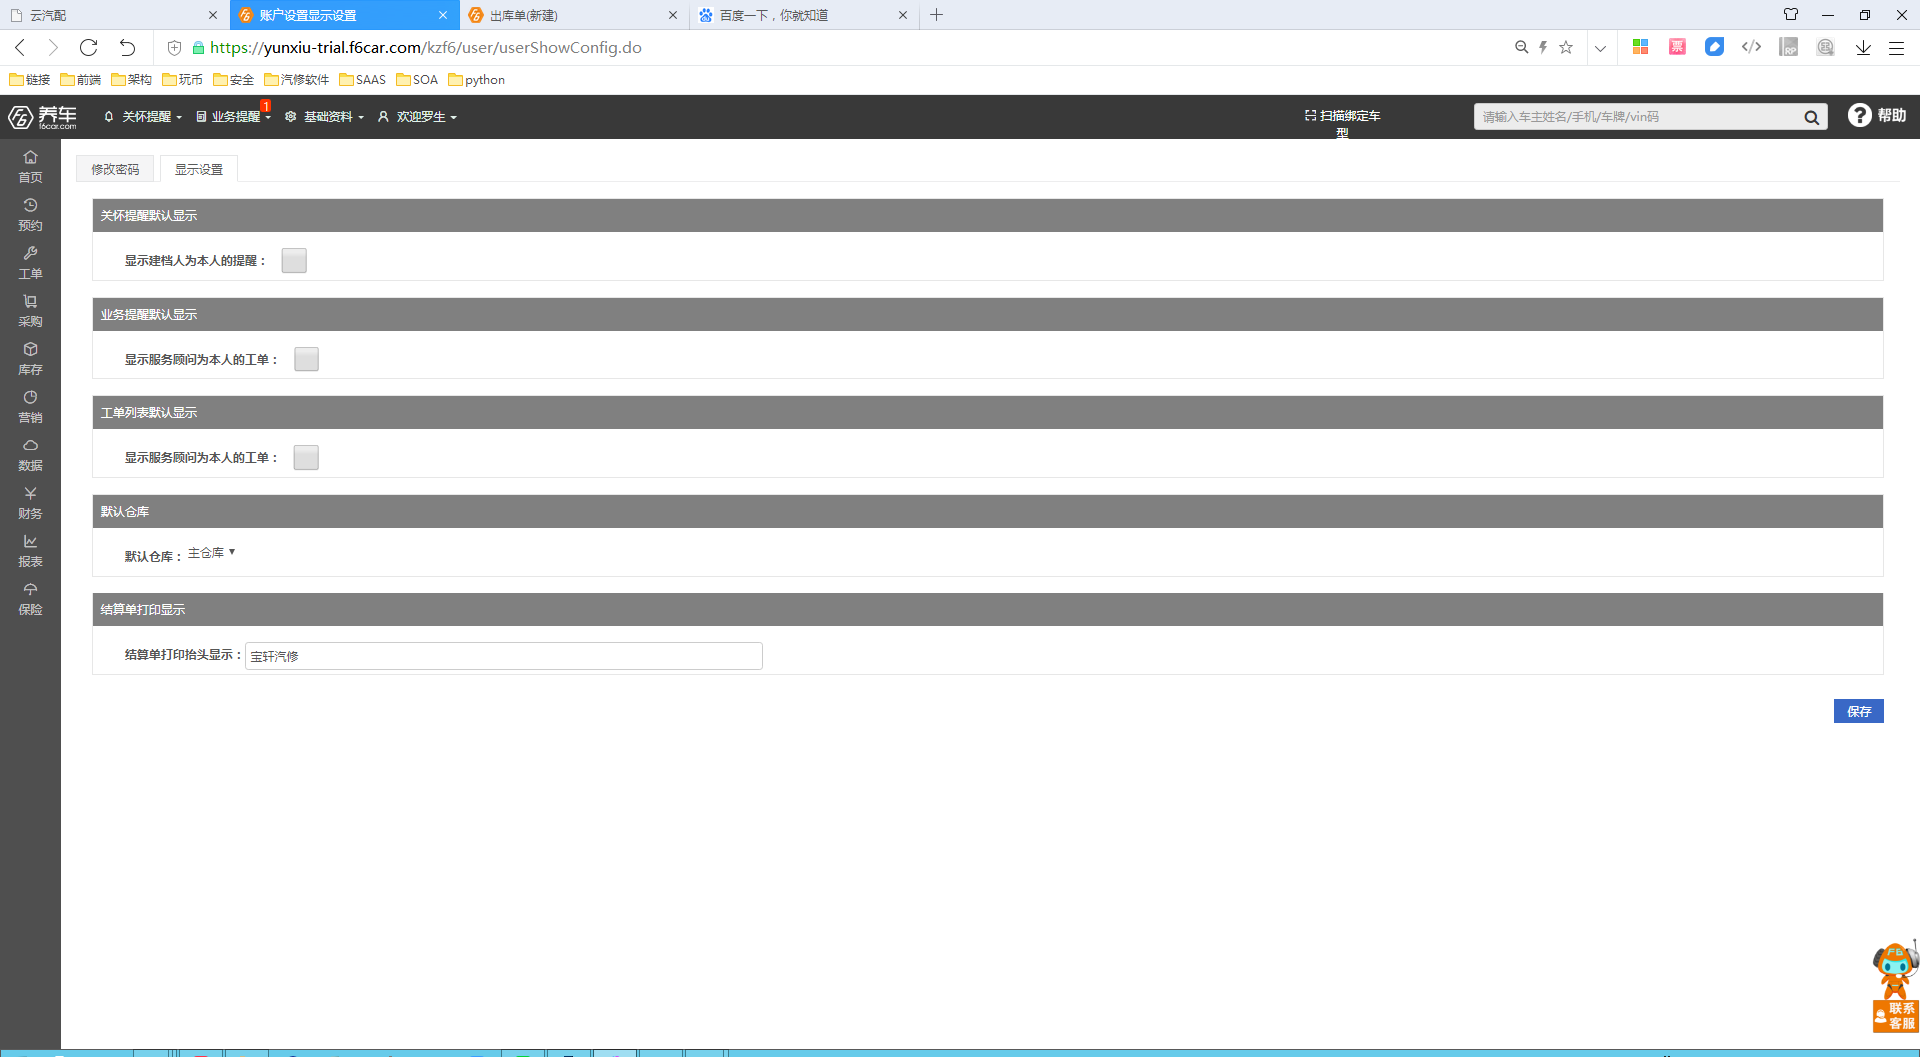 云汽配
账户设置显示设置
出库单(新建)
百度一下，你就知道
https://yunxiu-trial.f6car.com/kzf6/user/userShowConfig.do
票
RP
链接 前端 架构 玩币 安全 汽修软件 SAAS SOA python
F6 养车
f6car.com
关怀提醒 业务提醒 1 基础资料 欢迎罗生
扫描绑定车型
请输入车主姓名/手机/车牌/vin码
帮助
首页
预约
工单
采购
库存
营销
数据
财务
报表
保险
修改密码 显示设置
关怀提醒默认显示
显示建档人为本人的提醒：
业务提醒默认显示
显示服务顾问为本人的工单：
工单列表默认显示
显示服务顾问为本人的工单：
默认仓库
默认仓库： 主仓库
结算单打印显示
结算单打印抬头显示： 宝轩汽修
保存
F6
联系
客服